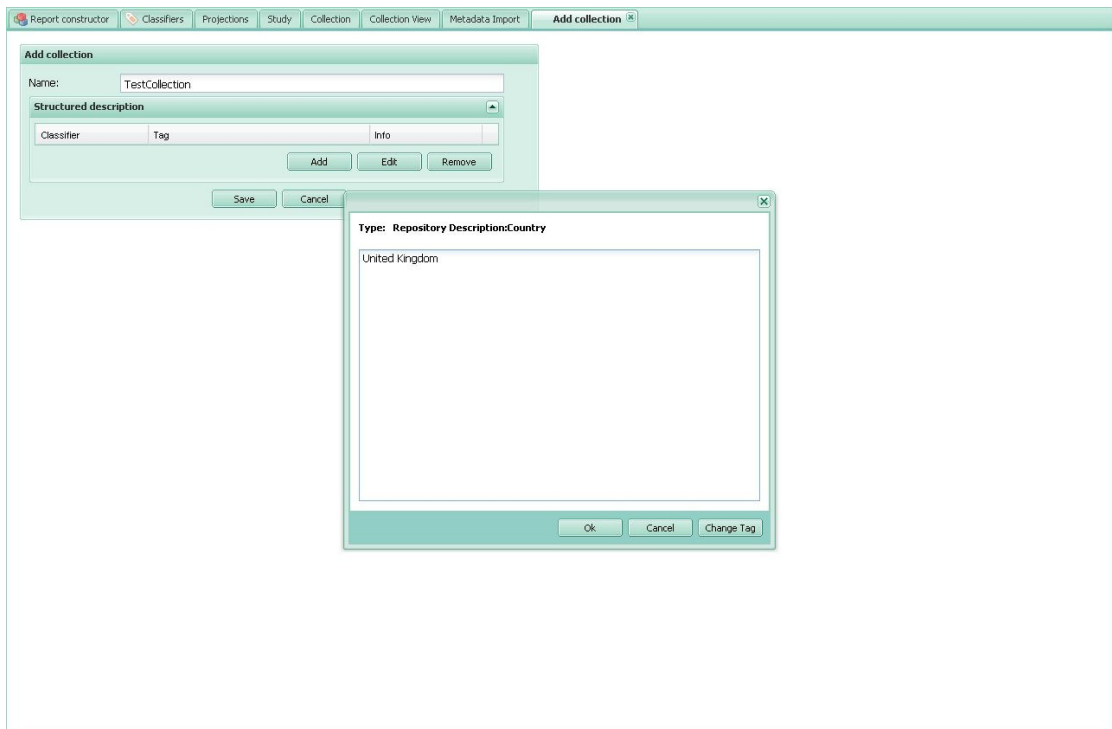 Report constructor Classifiers Projections Study Collection Collection View Metadata Import Add collection
Add collection
Name: TestCollection
Structured description
Classifier Tag Info
Add Edit Remove
Save Cancel
Type: Repository Description:Country
United Kingdom
Ok Cancel Change Tag